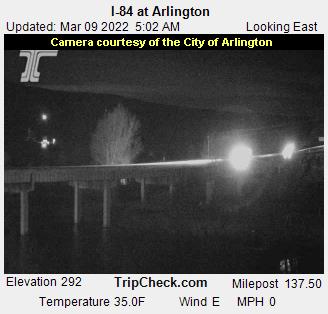 I-84 at Arlington
Updated: Mar 09 2022 5:02 AM Looking East
Camera courtesy of the City of Arlington
Elevation 292 TripCheck.com Milepost 137.50
Temperature 35.0F Wind E MPH 0